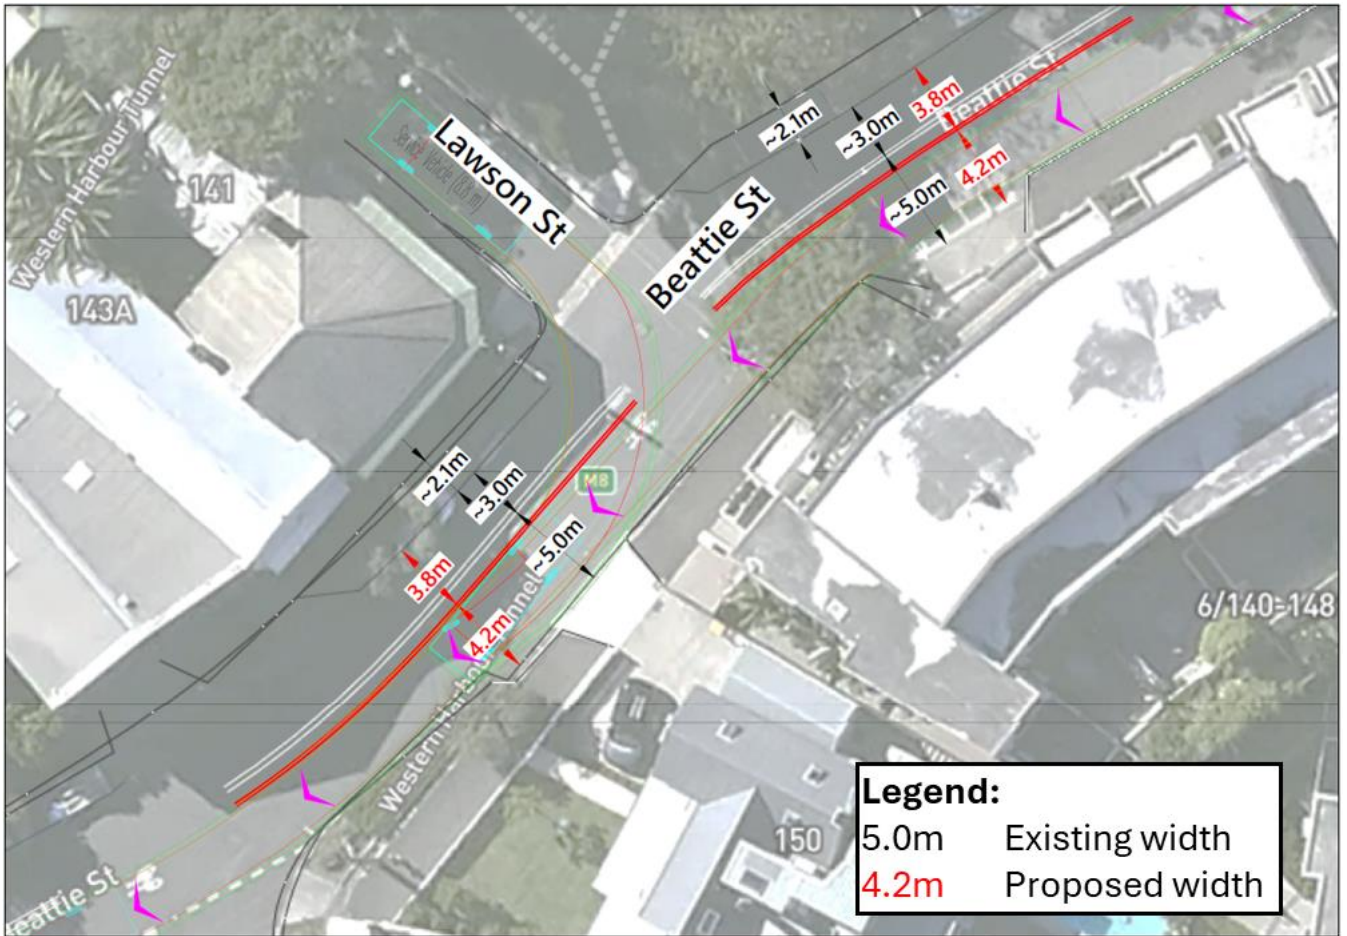 Beattie St
~2.1m
3.8m
~3.0m
4.2m
~5.0m
Lawson St
Beattie St
Western Harbour Tunnel
141
143A
M8
~2.1m
~3.0m
~5.0m
3.8m
4.2m
Western Harbour Tunnel
6/140-148
150
Beattie St
Legend:
5.0m Existing width
4.2m Proposed width